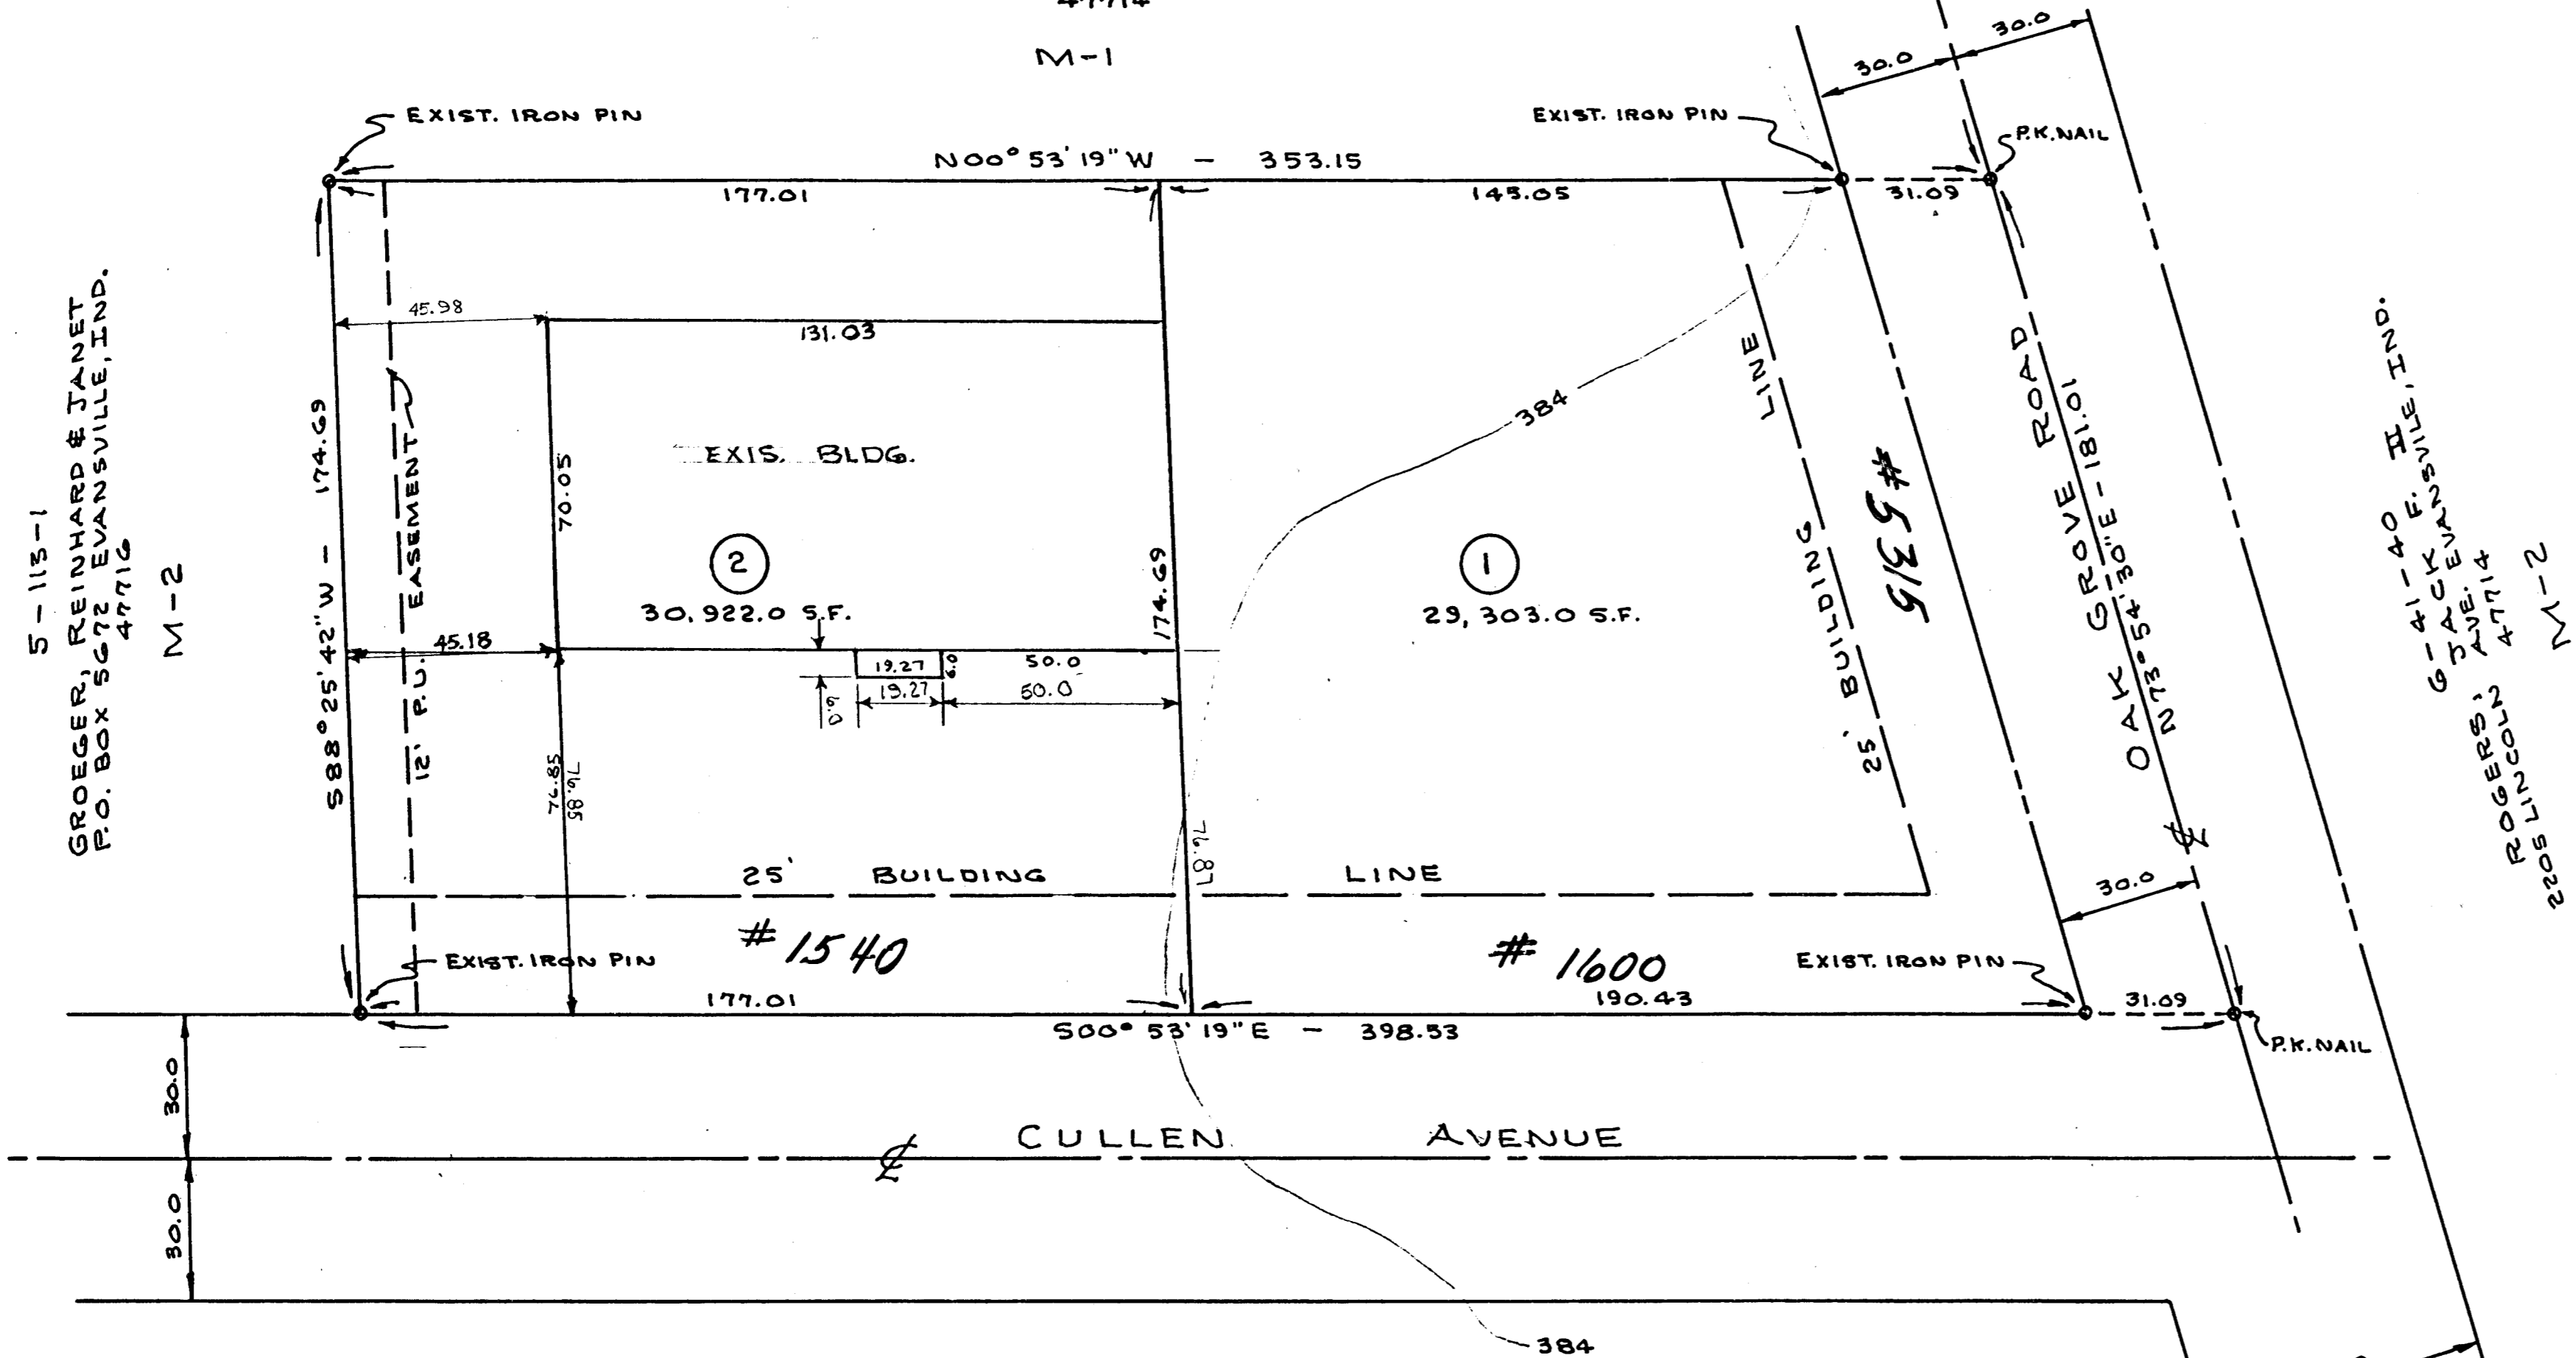 47714
M-1
30.0
30.0
EXIST. IRON PIN
EXIST. IRON PIN
P.K. NAIL
N00° 53' 19" W - 353.15
177.01
145.05
31.09
5-113-1
GROEGER, REINHARD & JANET
P.O. BOX 5672 EVANSVILLE, IND.
47716
M-2
S88° 25' 42" W - 174.69
12' P.U. EASEMENT
45.98
131.03
70.05
EXIS. BLDG.
2
30,922.0 S.F.
45.18
19.27
6.0
50.0
19.27
50.0
6.0
76.85
76.85
174.69
76.87
384
1
29,303.0 S.F.
25' BUILDING LINE
# 5315
OAK GROVE ROAD
N73° 54' 30" E - 181.01
℄
30.0
6-41-40
ROGERS, JACK F. II
2205 LINCOLN AVE. EVANSVILLE, IND.
47714
M-2
25' BUILDING LINE
# 1540
# 1600
EXIST. IRON PIN
EXIST. IRON PIN
177.01
190.43
31.09
S00° 53' 19" E - 398.53
P.K. NAIL
30.0
℄ CULLEN AVENUE
30.0
384